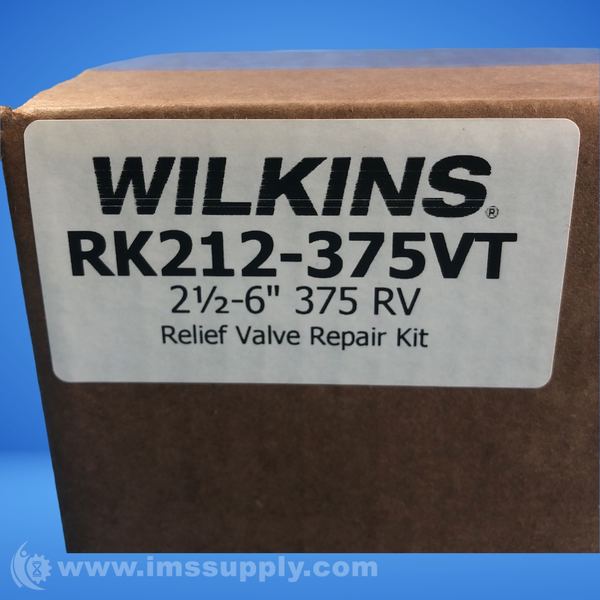 WILKINS®
RK212-375VT
2½-6" 375 RV
Relief Valve Repair Kit
www.imssupply.com